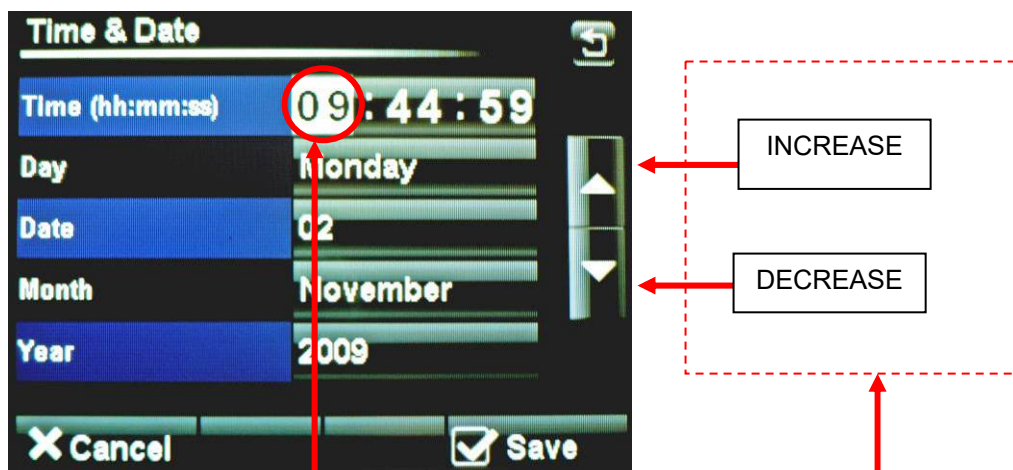 Time & Date
Time (hh:mm:ss) 09:44:59
Day Monday
Date 02
Month November
Year 2009
Cancel Save
INCREASE
DECREASE